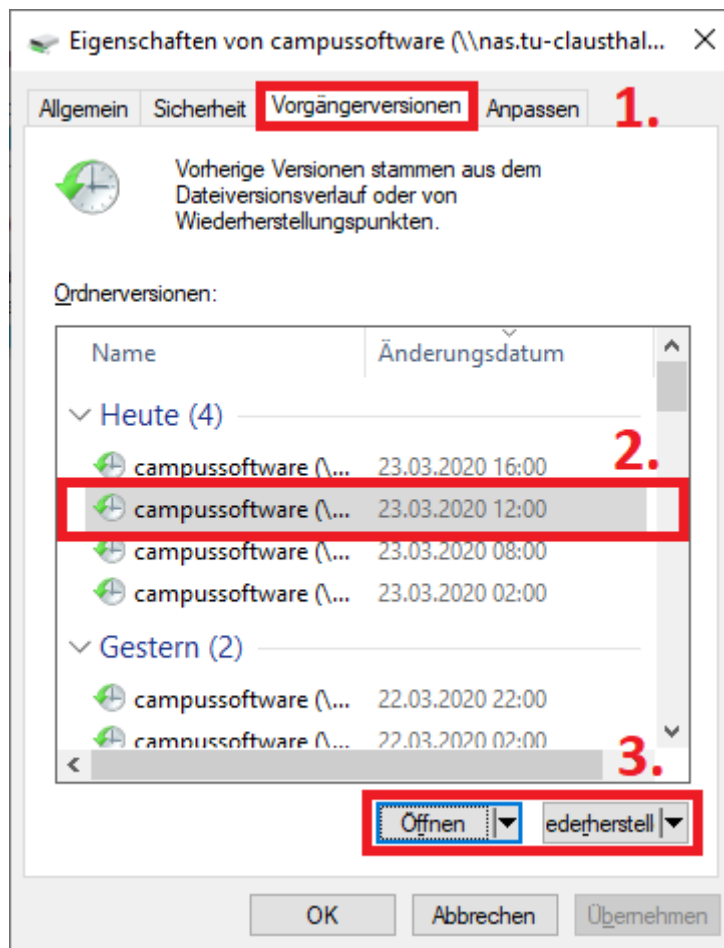 Eigenschaften von campussoftware (\\nas.tu-clausthal...
Allgemein Sicherheit Vorgängerversionen Anpassen 1.
Vorherige Versionen stammen aus dem
Dateiversionsverlauf oder von
Wiederherstellungspunkten.
Ordnerversionen:
Name Änderungsdatum
Heute (4)
campussoftware (\... 23.03.2020 16:00 2.
campussoftware (\... 23.03.2020 12:00
campussoftware (\... 23.03.2020 08:00
campussoftware (\... 23.03.2020 02:00
Gestern (2)
campussoftware (\... 22.03.2020 22:00
campussoftware (\... 22.03.2020 02:00
3.
Öffnen ederherstell
OK Abbrechen Übernehmen